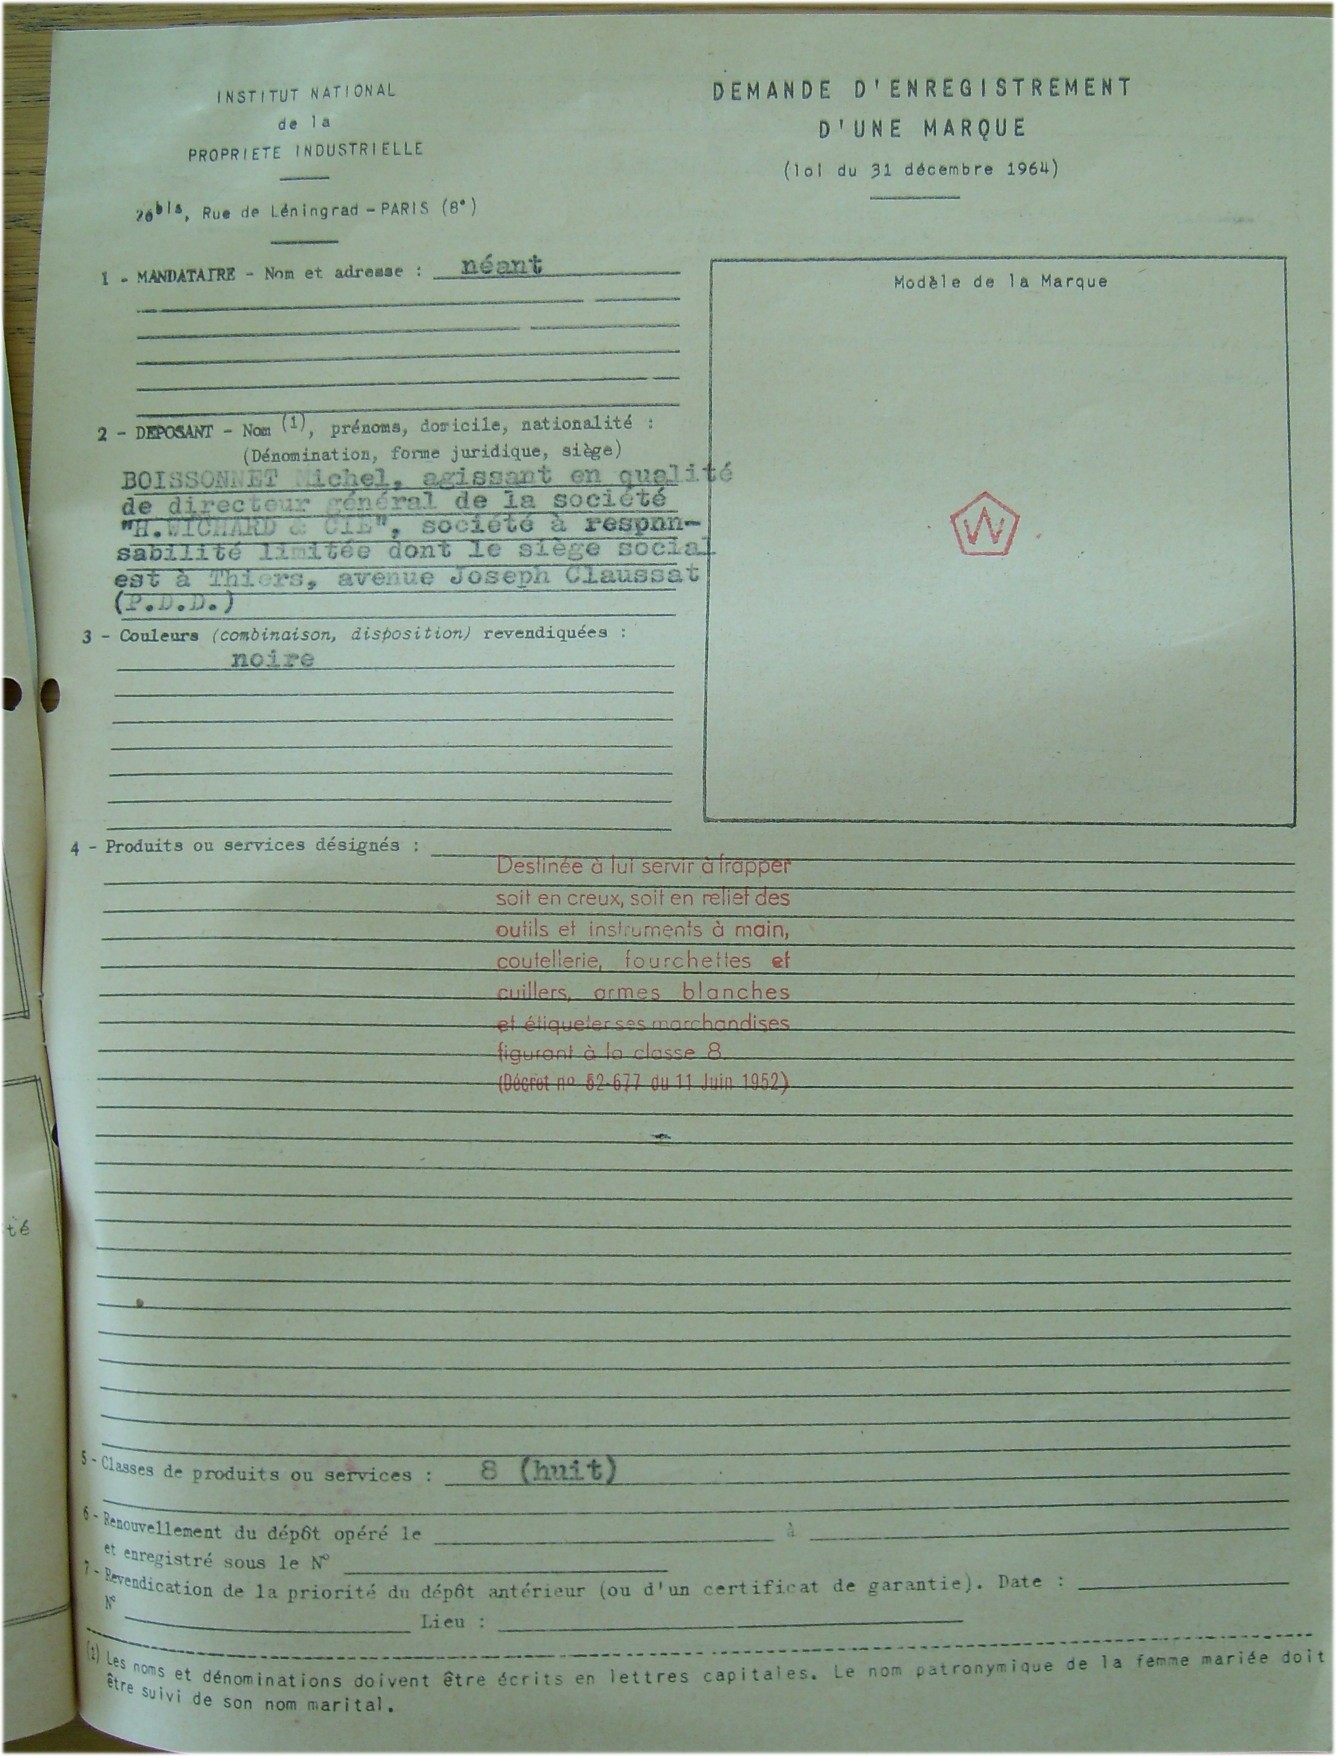 INSTITUT NATIONAL
de la
PROPRIETE INDUSTRIELLE
26bis, Rue de Léningrad – PARIS (8e)
DEMANDE D'ENREGISTREMENT
D'UNE MARQUE
(loi du 31 décembre 1964)
1 - MANDATAIRE - Nom et adresse : néant
2 - DEPOSANT - Nom (1), prénoms, domicile, nationalité :
(Dénomination, forme juridique, siège)
BOISSONNET Michel, agissant en qualité
de directeur général de la société
"H.WICHARD & CIE", société à respnn-
sabilité limitée dont le siège social
est à Thiers, avenue Joseph Claussat
(P.D.D.)
3 - Couleurs (combinaison, disposition) revendiquées :
noire
Modèle de la Marque
W
4 - Produits ou services désignés :
Destinée à lui servir à frapper
soit en creux, soit en relief des
outils et instruments à main,
coutellerie, fourchettes et
cuillers, armes blanches
et étiqueter ses marchandises
figurant à la classe 8
(Décret no 52-677 du 11 Juin 1952)
té
5 - Classes de produits ou services : 8 (huit)
6 - Renouvellement du dépôt opéré le à
et enregistré sous le N°
7 - Revendication de la priorité du dépôt antérieur (ou d'un certificat de garantie). Date :
N° Lieu :
(1) Les noms et dénominations doivent être écrits en lettres capitales. Le nom patronymique de la femme mariée doit
être suivi de son nom marital.